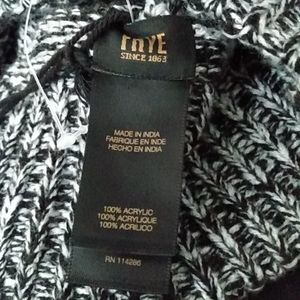 FRYE
SINCE 1863
MADE IN INDIA
FABRIQUE EN INDE
HECHO EN INDIA
100% ACRYLIC
100% ACRYLIQUE
100% ACRILICO
RN 114286